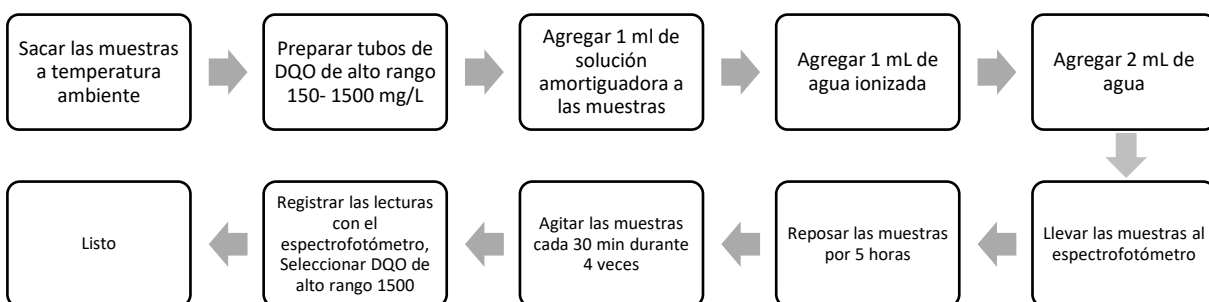 Sacar las muestras
a temperatura
ambiente
Preparar tubos de
DQO de alto rango
150- 1500 mg/L
Agregar 1 ml de
solución
amortiguadora a
las muestras
Agregar 1 mL de
agua ionizada
Agregar 2 mL de
agua
Llevar las muestras al
espectrofotómetro
Reposar las muestras
por 5 horas
Agitar las muestras
cada 30 min durante
4 veces
Registrar las lecturas
con el
espectrofotómetro,
Seleccionar DQO de
alto rango 1500
Listo